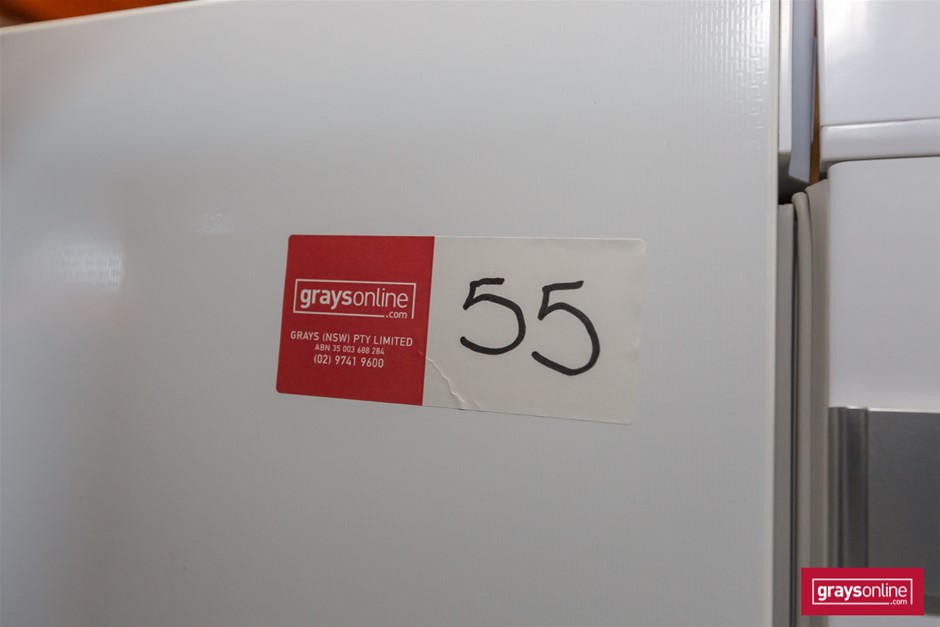 graysonline
.com
GRAYS (NSW) PTY LIMITED
ABN 35 003 688 284
(02) 9741 9600
55
graysonline
.com